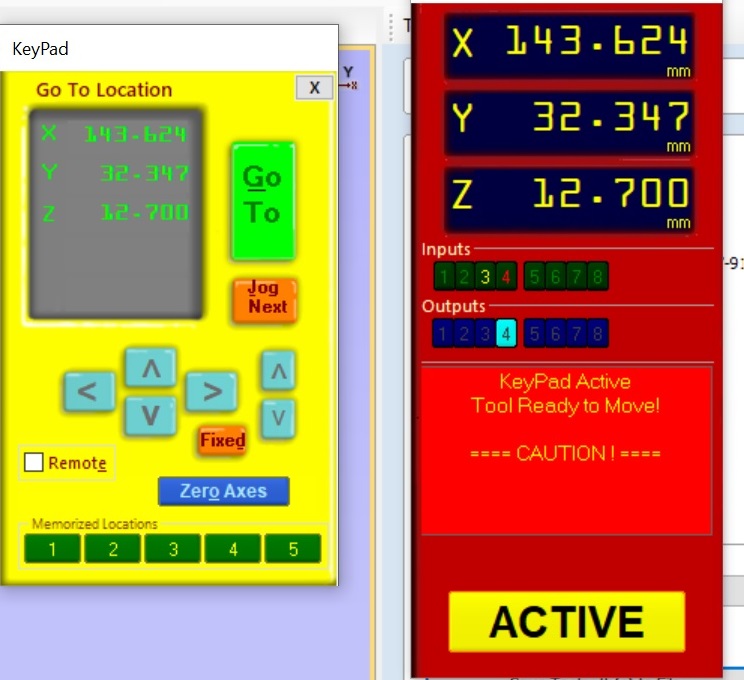 KeyPad
Go To Location
X
X 143.624
Y 32.347
Z 12.700
Go
To
Jog
Next
<
^
v
>
^
v
Fixed
Remote
Zero Axes
Memorized Locations
1 2 3 4 5
Y
x
T
X 143.624
mm
Y 32.347
mm
Z 12.700
mm
Inputs
1 2 3 4 5 6 7 8
Outputs
1 2 3 4 5 6 7 8
KeyPad Active
Tool Ready to Move!
==== CAUTION ! ====
ACTIVE